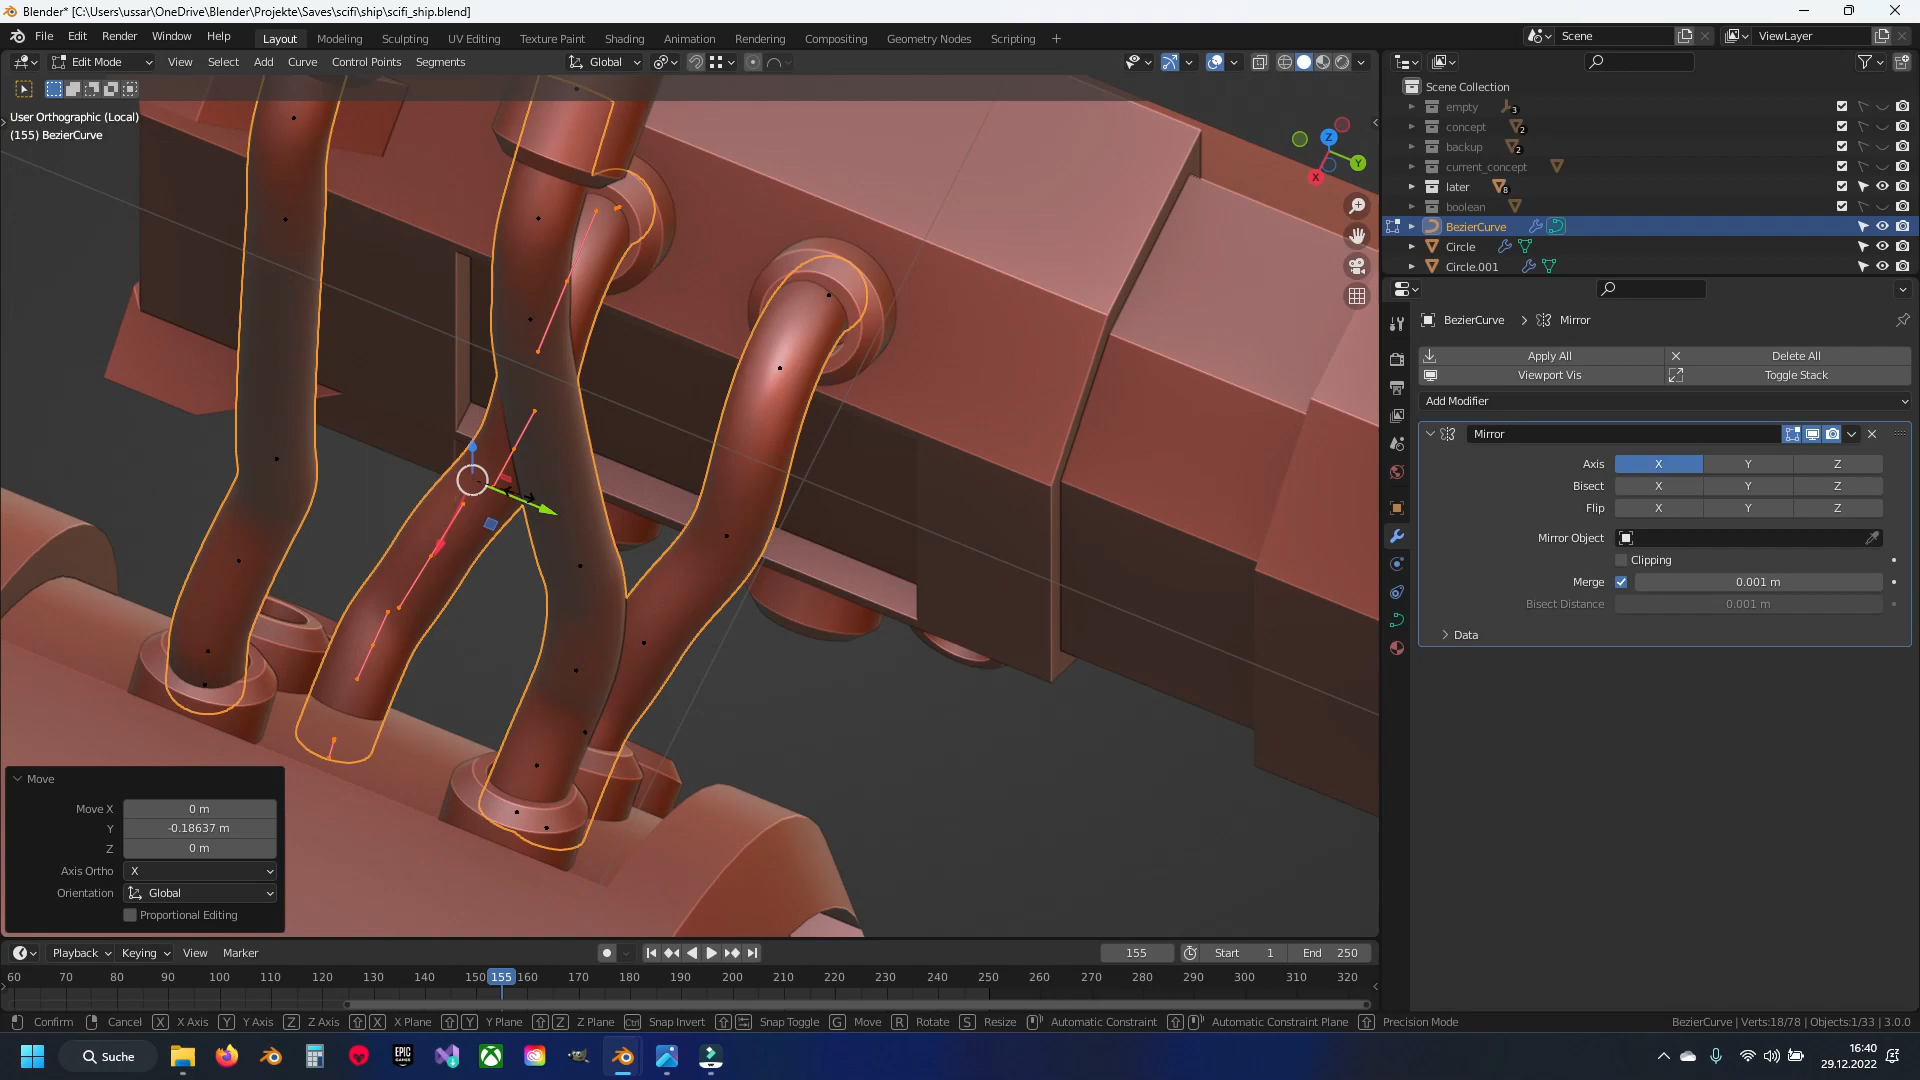 Blender* [C:\Users\ussar\OneDrive\Blender\Projekte\Saves\scifi\ship\scifi_ship.blend]
File Edit Render Window Help Layout Modeling Sculpting UV Editing Texture Paint Shading Animation Rendering Compositing Geometry Nodes Scripting + Scene ViewLayer
Edit Mode View Select Add Curve Control Points Segments Global
User Orthographic (Local)
(155) BezierCurve
Z
Y
X
Scene Collection
empty 3
concept 2
backup 2
current_concept
later 8
boolean
BezierCurve
Circle
Circle.001
BezierCurve > Mirror
Apply All Delete All
Viewport Vis Toggle Stack
Add Modifier
Mirror
Axis X Y Z
Bisect X Y Z
Flip X Y Z
Mirror Object
Clipping
Merge 0.001 m
Bisect Distance 0.001 m
Data
Move
Move X 0 m
Y -0.18637 m
Z 0 m
Axis Ortho X
Orientation Global
Proportional Editing
Playback Keying View Marker 155 Start 1 End 250
60 70 80 90 100 110 120 130 140 150 155 160 170 180 190 200 210 220 230 240 250 260 270 280 290 300 310 320
Confirm Cancel X X Axis Y Y Axis Z Z Axis X X Plane Y Y Plane Z Z Plane Ctrl Snap Invert Snap Toggle G Move R Rotate S Resize Automatic Constraint Automatic Constraint Plane Precision Mode BezierCurve | Verts:18/78 | Objects:1/33 | 3.0.0
Suche EPIC GAMES 16:40
29.12.2022